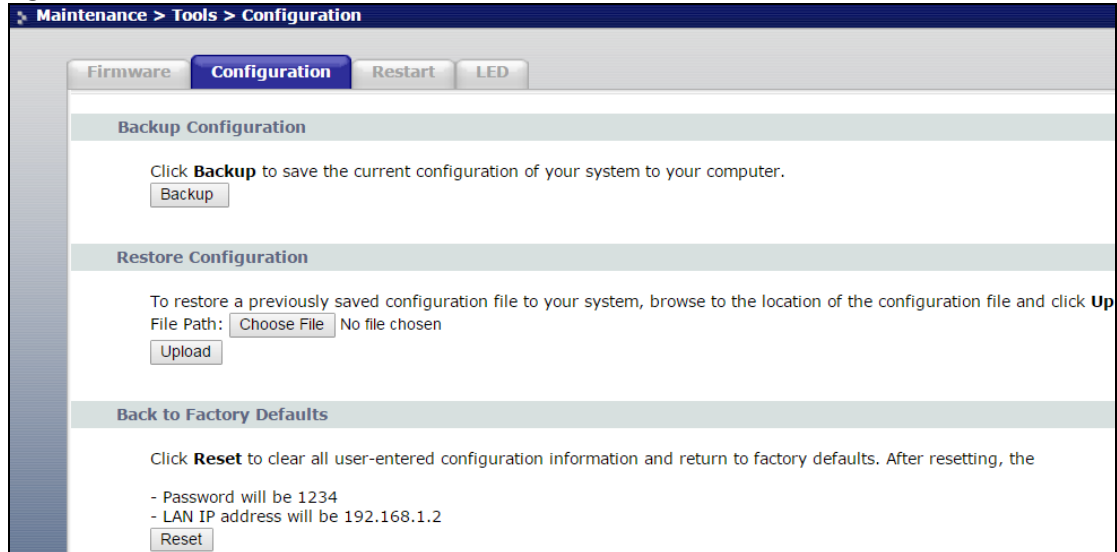 Maintenance > Tools > Configuration
Firmware Configuration Restart LED
Backup Configuration
Click Backup to save the current configuration of your system to your computer.
Backup
Restore Configuration
To restore a previously saved configuration file to your system, browse to the location of the configuration file and click Up
File Path: Choose File No file chosen
Upload
Back to Factory Defaults
Click Reset to clear all user-entered configuration information and return to factory defaults. After resetting, the
- Password will be 1234
- LAN IP address will be 192.168.1.2
Reset